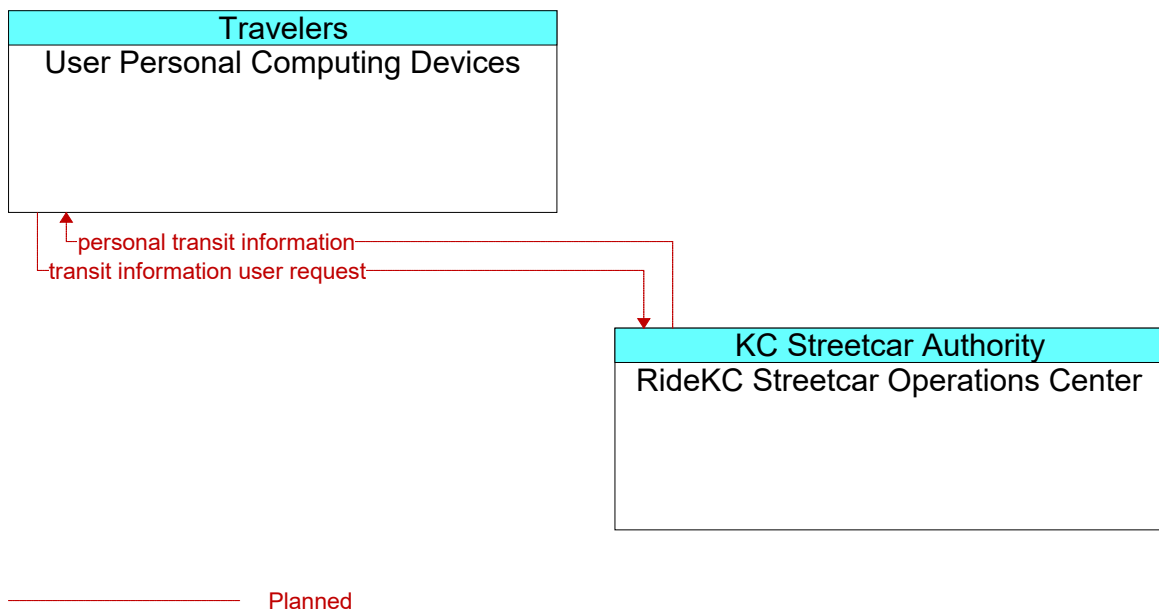 Travelers
User Personal Computing Devices
personal transit information
transit information user request
KC Streetcar Authority
RideKC Streetcar Operations Center
Planned